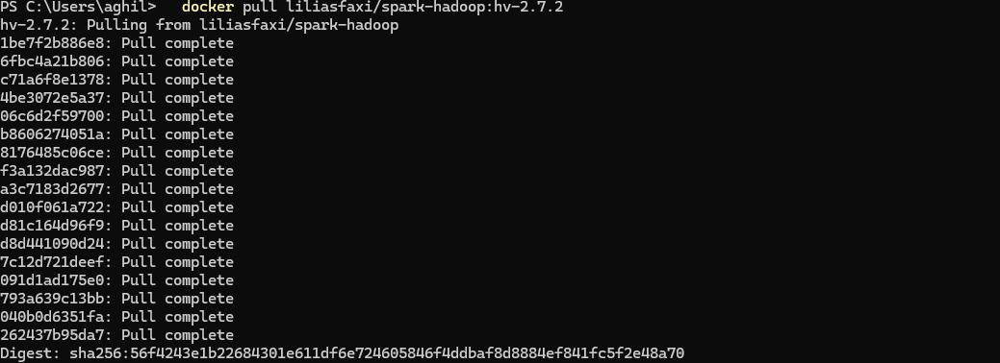 PS C:\Users\aghil>   docker pull liliasfaxi/spark-hadoop:hv-2.7.2
hv-2.7.2: Pulling from liliasfaxi/spark-hadoop
1be7f2b886e8: Pull complete
6fbc4a21b806: Pull complete
c71a6f8e1378: Pull complete
4be3072e5a37: Pull complete
06c6d2f59700: Pull complete
b8606274051a: Pull complete
8176485c06ce: Pull complete
f3a132dac987: Pull complete
a3c7183d2677: Pull complete
d010f061a722: Pull complete
d81c164d96f9: Pull complete
d8d441090d24: Pull complete
7c12d721deef: Pull complete
091d1ad175e0: Pull complete
793a639c13bb: Pull complete
040b0d6351fa: Pull complete
262437b95da7: Pull complete
Digest: sha256:56f4243e1b22684301e611df6e724605846f4ddbaf8d8884ef841fc5f2e48a70